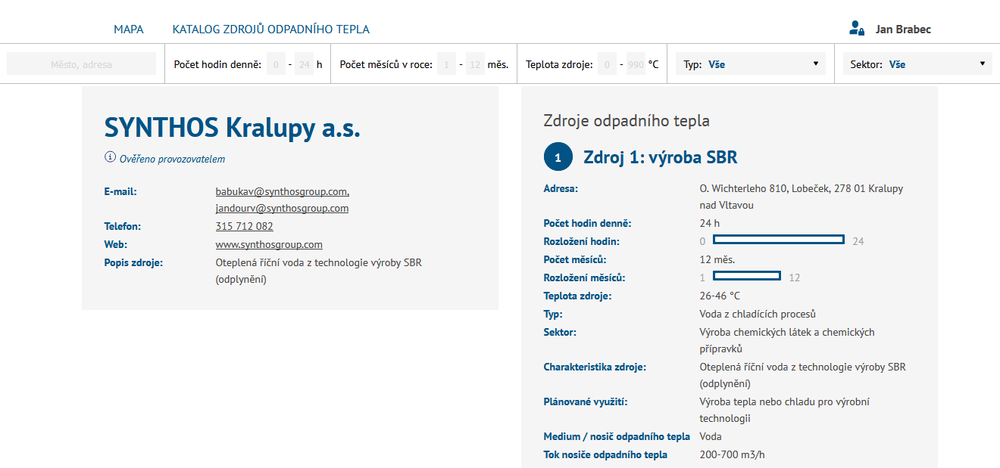 MAPA
KATALOG ZDROJŮ ODPADNÍHO TEPLA
Jan Brabec
Město, adresa
Počet hodin denně: 0 - 24 h
Počet měsíců v roce: 1 - 12 měs.
Teplota zdroje: 0 - 990 °C
Typ: Vše
Sektor: Vše
SYNTHOS Kralupy a.s.
Ověřeno provozovatelem
E-mail: babukav@synthosgroup.com,
jandourv@synthosgroup.com
Telefon: 315 712 082
Web: www.synthosgroup.com
Popis zdroje: Oteplená říční voda z technologie výroby SBR
(odplynění)
Zdroje odpadního tepla
1 Zdroj 1: výroba SBR
Adresa: O. Wichterleho 810, Lobeček, 278 01 Kralupy
nad Vltavou
Počet hodin denně: 24 h
Rozložení hodin: 0 24
Počet měsíců: 12 měs.
Rozložení měsíců: 1 12
Teplota zdroje: 26-46 °C
Typ: Voda z chladících procesů
Sektor: Výroba chemických látek a chemických
přípravků
Charakteristika zdroje: Oteplená říční voda z technologie výroby SBR
(odplynění)
Plánované využití: Výroba tepla nebo chladu pro výrobní
technologii
Medium / nosič odpadního tepla Voda
Tok nosiče odpadního tepla 200-700 m3/h